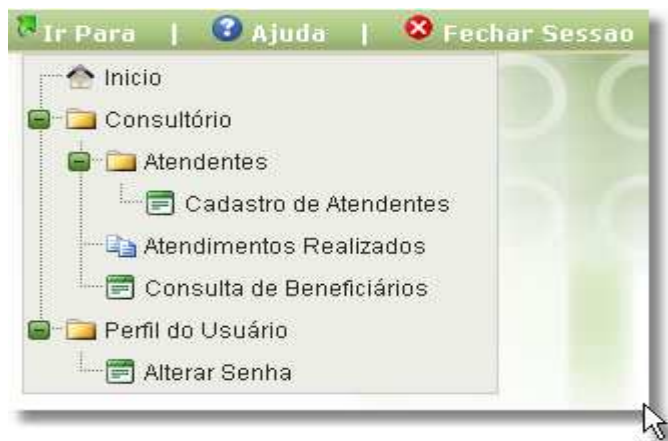 Ir Para | Ajuda | Fechar Sessao
Inicio
Consultório
Atendentes
Cadastro de Atendentes
Atendimentos Realizados
Consulta de Beneficiários
Perfil do Usuário
Alterar Senha